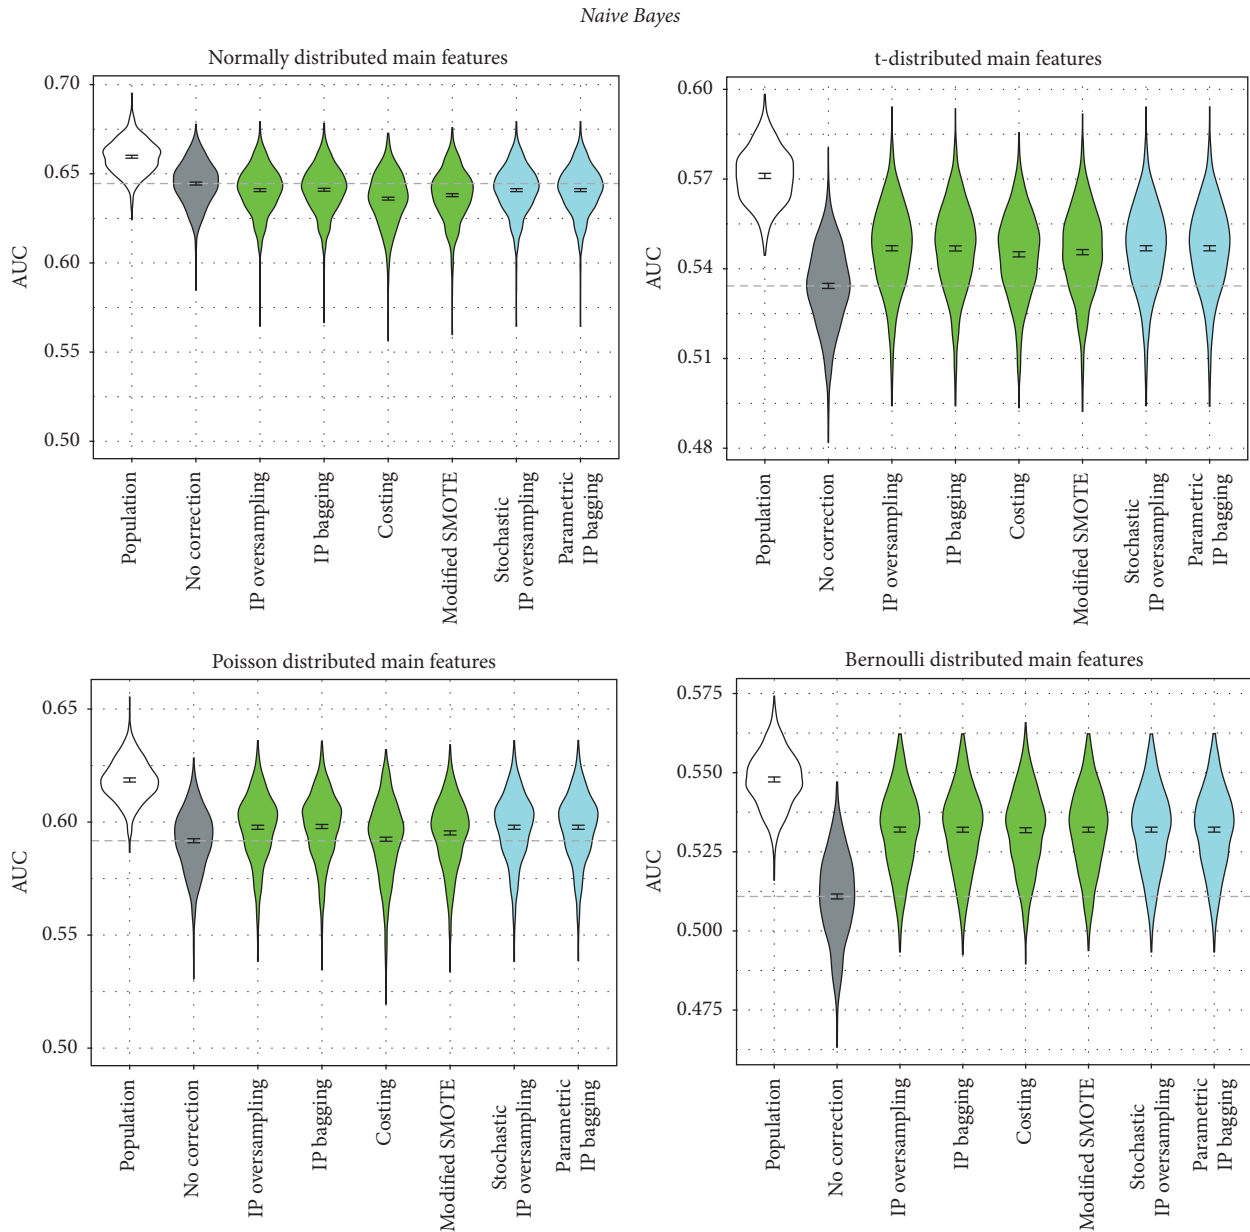 Naive Bayes
Normally distributed main features
0.70
0.65
0.60
0.55
0.50
AUC
Population
No correction
IP oversampling
IP bagging
Costing
Modified SMOTE
Stochastic
IP oversampling
Parametric
IP bagging
t-distributed main features
0.60
0.57
0.54
0.51
0.48
AUC
Population
No correction
IP oversampling
IP bagging
Costing
Modified SMOTE
Stochastic
IP oversampling
Parametric
IP bagging
Poisson distributed main features
0.65
0.60
0.55
0.50
AUC
Population
No correction
IP oversampling
IP bagging
Costing
Modified SMOTE
Stochastic
IP oversampling
Parametric
IP bagging
Bernoulli distributed main features
0.575
0.550
0.525
0.500
0.475
AUC
Population
No correction
IP oversampling
IP bagging
Costing
Modified SMOTE
Stochastic
IP oversampling
Parametric
IP bagging